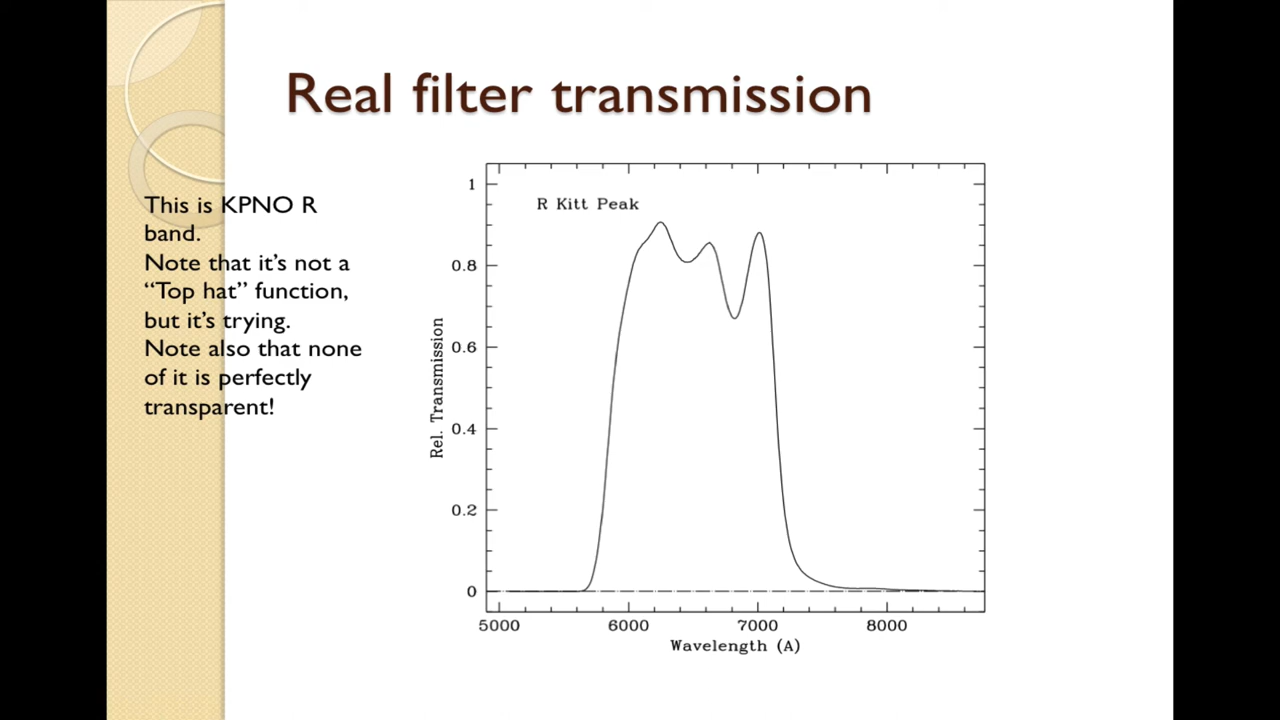 Real filter transmission
This is KPNO R
band.
Note that it’s not a
“Top hat” function,
but it’s trying.
Note also that none
of it is perfectly
transparent!
R Kitt Peak
Rel. Transmission
1
0.8
0.6
0.4
0.2
0
5000 6000 7000 8000
Wavelength (A)